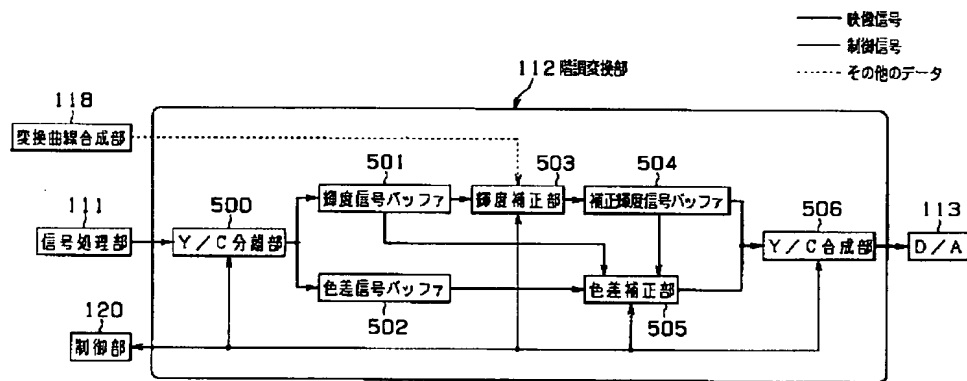 映像信号
制御信号
その他のデータ
112 階調変換部
118
変換曲線合成部
501
503
504
輝度信号バッファ
輝度補正部
補正輝度信号バッファ
111
500
506
113
信号処理部
Y/C分離部
Y/C合成部
D/A
色差信号バッファ
色差補正部
502
505
120
制御部